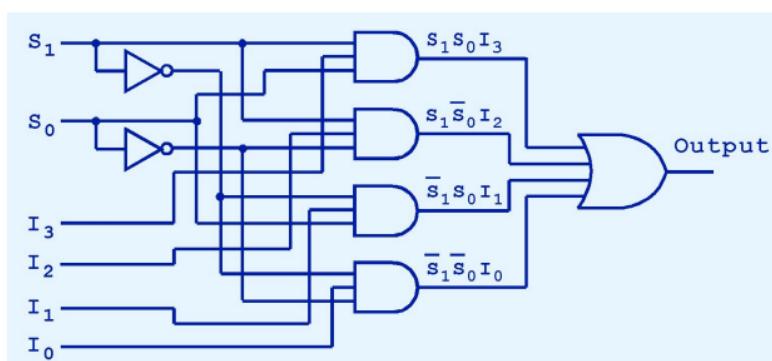 S₁
S₀
I₃
I₂
I₁
I₀
S₁S₀I₃
S₁S̅₀I₂
S̅₁S₀I₁
S̅₁S̅₀I₀
Output